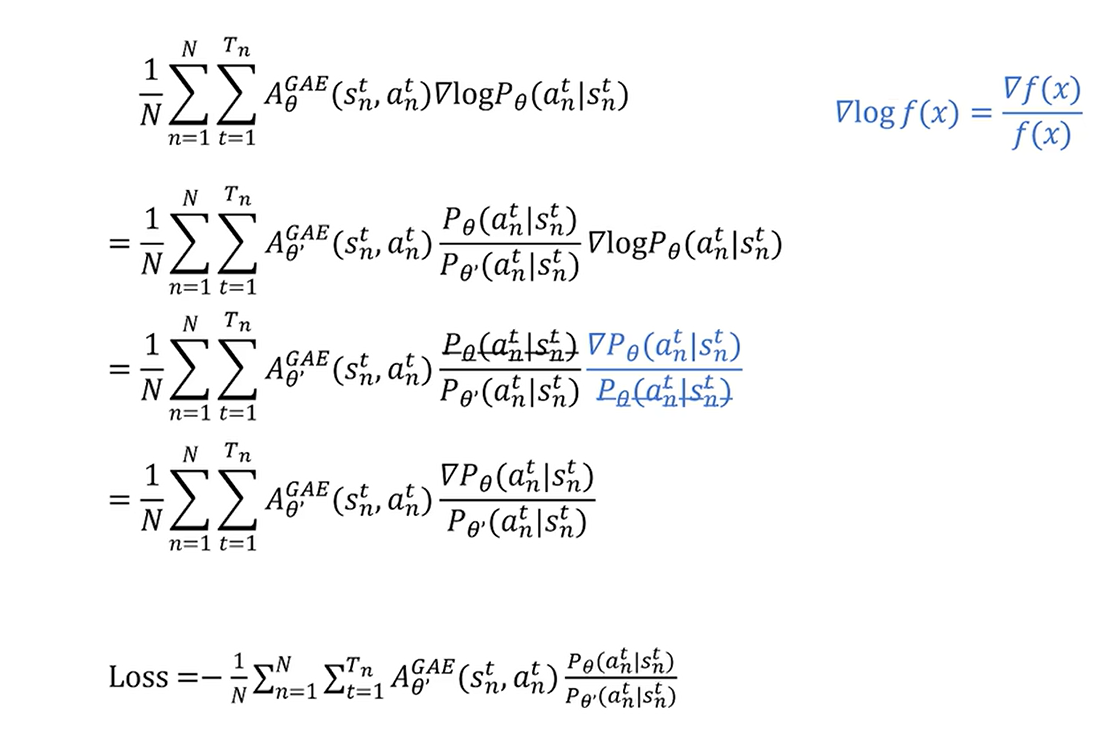 $\frac{1}{N}\sum_{n=1}^{N}\sum_{t=1}^{T_n} A_{\theta}^{GAE}(s_n^t, a_n^t)\nabla \log P_{\theta}(a_n^t|s_n^t)$
$\nabla \log f(x) = \frac{\nabla f(x)}{f(x)}$
$= \frac{1}{N}\sum_{n=1}^{N}\sum_{t=1}^{T_n} A_{\theta'}^{GAE}(s_n^t, a_n^t)\frac{P_{\theta}(a_n^t|s_n^t)}{P_{\theta'}(a_n^t|s_n^t)}\nabla \log P_{\theta}(a_n^t|s_n^t)$
$= \frac{1}{N}\sum_{n=1}^{N}\sum_{t=1}^{T_n} A_{\theta'}^{GAE}(s_n^t, a_n^t)\frac{P_{\theta}(a_n^t|s_n^t)}{P_{\theta'}(a_n^t|s_n^t)}\frac{\nabla P_{\theta}(a_n^t|s_n^t)}{P_{\theta}(a_n^t|s_n^t)}$
$= \frac{1}{N}\sum_{n=1}^{N}\sum_{t=1}^{T_n} A_{\theta'}^{GAE}(s_n^t, a_n^t)\frac{\nabla P_{\theta}(a_n^t|s_n^t)}{P_{\theta'}(a_n^t|s_n^t)}$
$\text{Loss} = -\frac{1}{N}\sum_{n=1}^{N}\sum_{t=1}^{T_n} A_{\theta'}^{GAE}(s_n^t, a_n^t)\frac{P_{\theta}(a_n^t|s_n^t)}{P_{\theta'}(a_n^t|s_n^t)}$